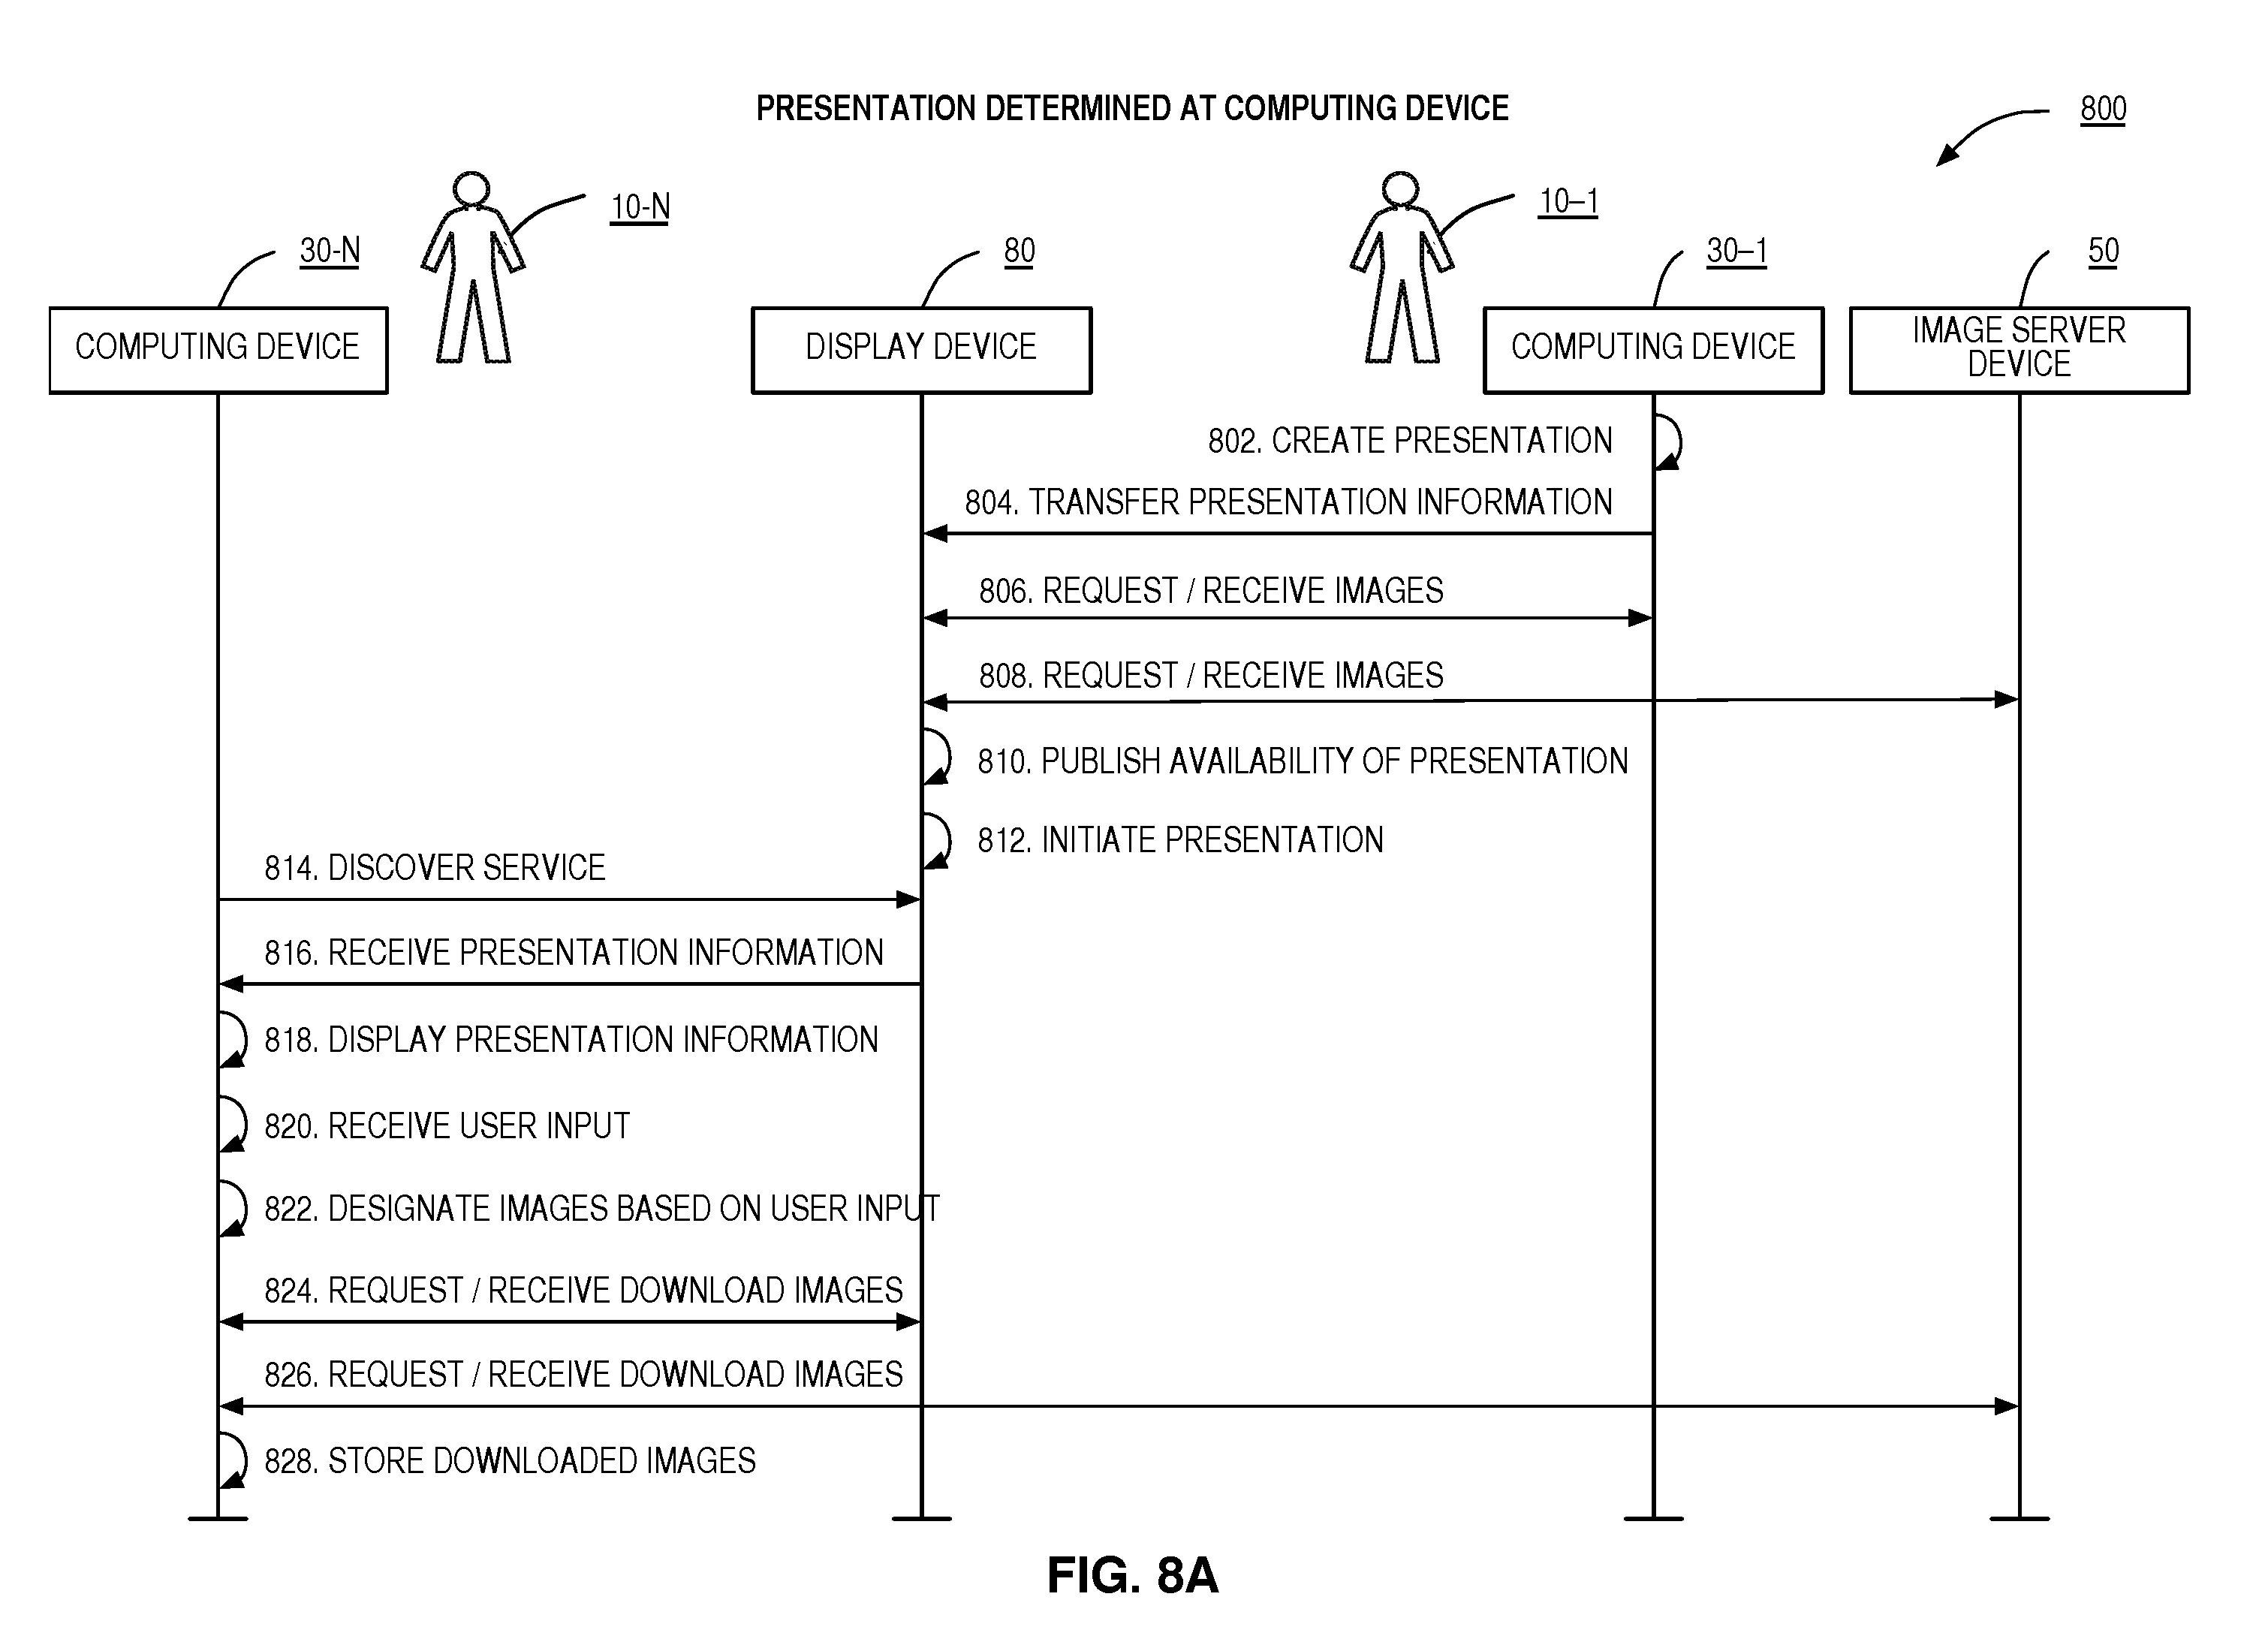 PRESENTATION DETERMINED AT COMPUTING DEVICE
800
10-N
10–1
30-N
80
30–1
50
COMPUTING DEVICE
DISPLAY DEVICE
COMPUTING DEVICE
IMAGE SERVER
DEVICE
802. CREATE PRESENTATION
804. TRANSFER PRESENTATION INFORMATION
806. REQUEST / RECEIVE IMAGES
808. REQUEST / RECEIVE IMAGES
810. PUBLISH AVAILABILITY OF PRESENTATION
812. INITIATE PRESENTATION
814. DISCOVER SERVICE
816. RECEIVE PRESENTATION INFORMATION
818. DISPLAY PRESENTATION INFORMATION
820. RECEIVE USER INPUT
822. DESIGNATE IMAGES BASED ON USER INPUT
824. REQUEST / RECEIVE DOWNLOAD IMAGES
826. REQUEST / RECEIVE DOWNLOAD IMAGES
828. STORE DOWNLOADED IMAGES
FIG. 8A